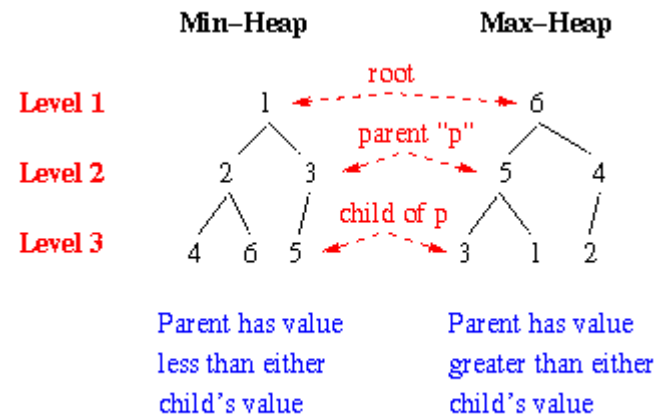 Min–Heap Max–Heap
root
Level 1 1 6
parent "p"
Level 2 2 3 5 4
child of p
Level 3 4 6 5 3 1 2
Parent has value Parent has value
less than either greater than either
child's value child's value